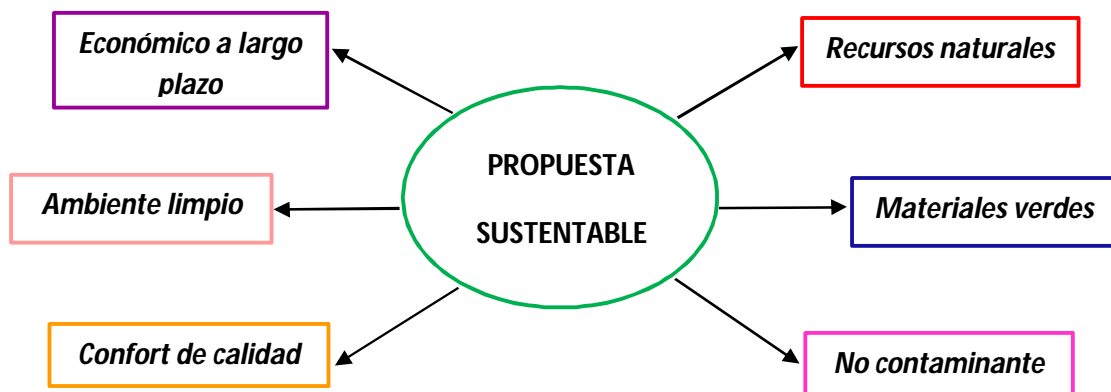 Económico a largo
plazo
Recursos naturales
PROPUESTA
SUSTENTABLE
Ambiente limpio
Materiales verdes
Confort de calidad
No contaminante